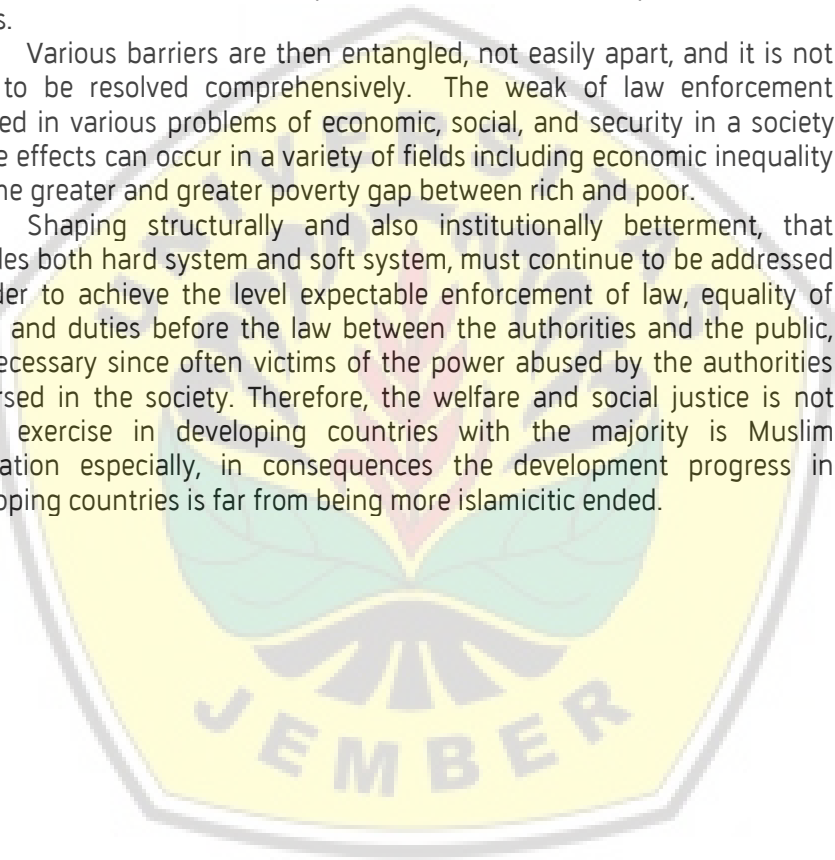 s.
Various barriers are then entangled, not easily apart, and it is not
to be resolved comprehensively. The weak of law enforcement
ed in various problems of economic, social, and security in a society
e effects can occur in a variety of fields including economic inequality
he greater and greater poverty gap between rich and poor.
Shaping structurally and also institutionally betterment, that
les both hard system and soft system, must continue to be addressed
der to achieve the level expectable enforcement of law, equality of
and duties before the law between the authorities and the public,
ecessary since often victims of the power abused by the authorities
rsed in the society. Therefore, the welfare and social justice is not
exercise in developing countries with the majority is Muslim
ation especially, in consequences the development progress in
oping countries is far from being more islamicitic ended.
UNIVERSITAS
JEMBER